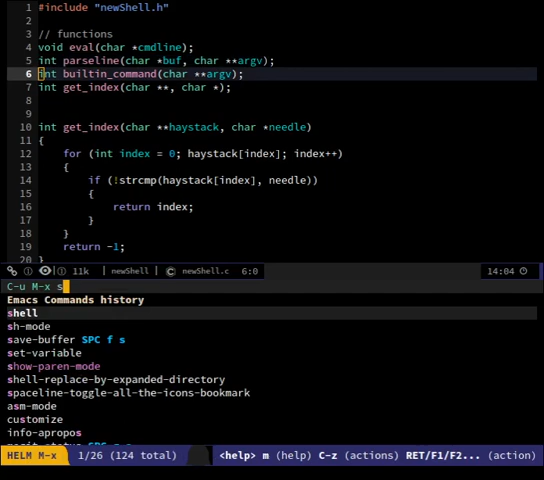 1 #include "newShell.h"
2
3 // functions
4 void eval(char *cmdline);
5 int parseline(char *buf, char **argv);
6 int builtin_command(char **argv);
7 int get_index(char **, char *);
8
9
10 int get_index(char **haystack, char *needle)
11 {
12 for (int index = 0; haystack[index]; index++)
13 {
14 if (!strcmp(haystack[index], needle))
15 {
16 return index;
17 }
18 }
19 return -1;
20 }
11k | newShell | C newShell.c 6:0 14:04
C-u M-x s
Emacs Commands history
shell
sh-mode
save-buffer SPC f s
set-variable
show-paren-mode
shell-replace-by-expanded-directory
spaceline-toggle-all-the-icons-bookmark
asm-mode
customize
info-apropos
HELM M-x 1/26 (124 total) <help> m (help) C-z (actions) RET/F1/F2... (action)